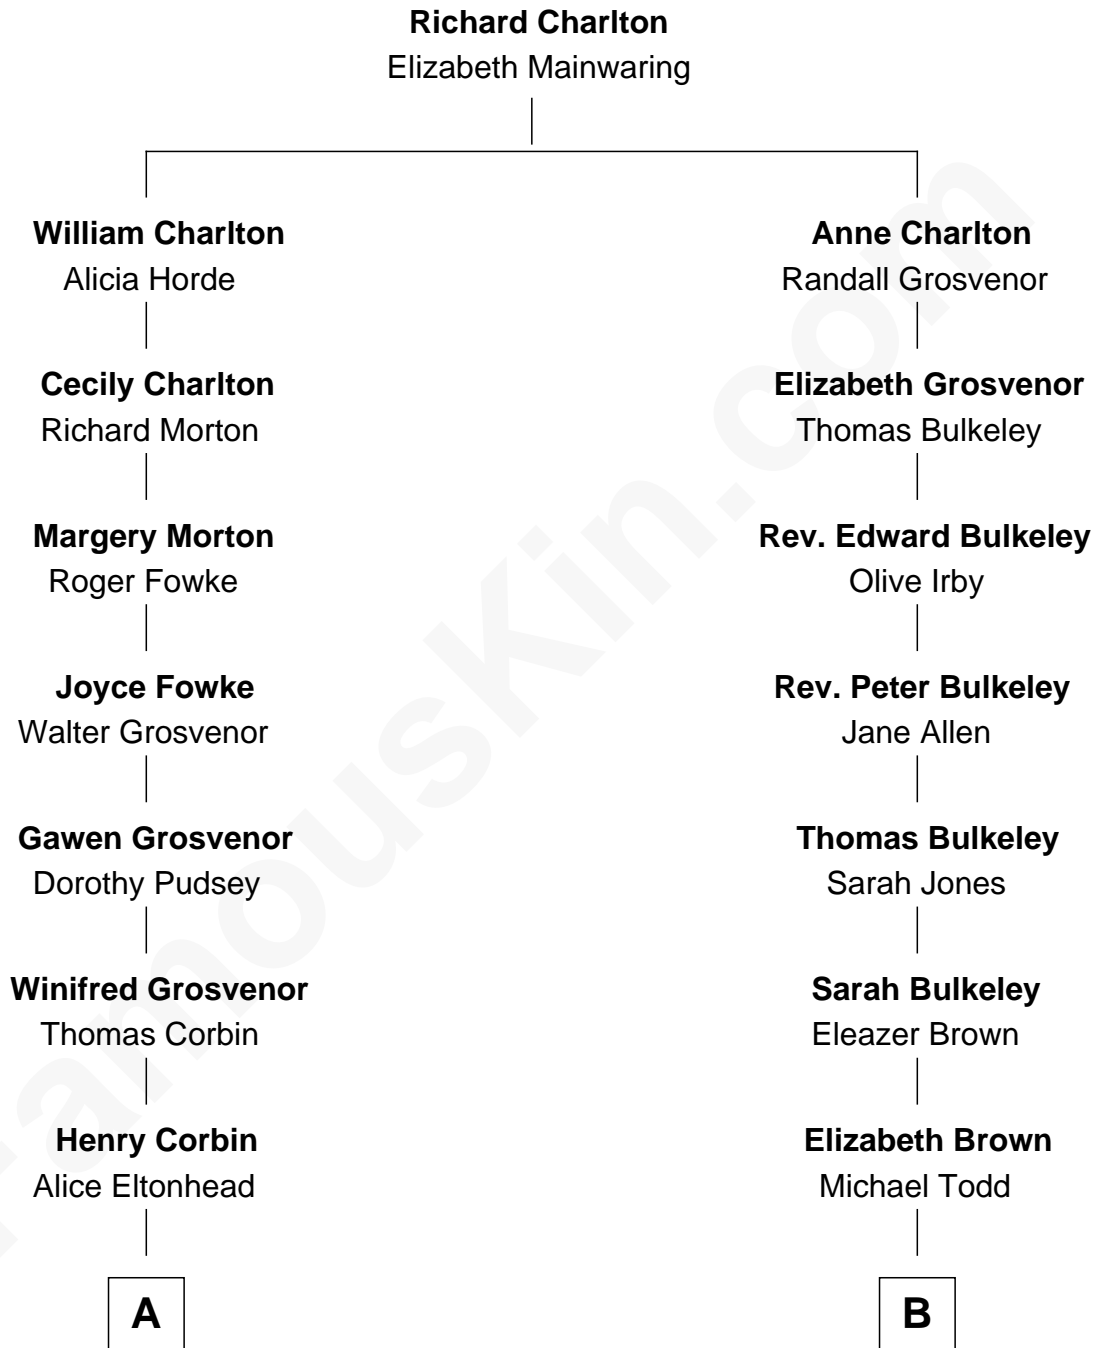 Richard Charlton
Elizabeth Mainwaring
William Charlton
Alicia Horde
Anne Charlton
Randall Grosvenor
Cecily Charlton
Richard Morton
Elizabeth Grosvenor
Thomas Bulkeley
Margery Morton
Roger Fowke
Rev. Edward Bulkeley
Olive Irby
Joyce Fowke
Walter Grosvenor
Rev. Peter Bulkeley
Jane Allen
Gawen Grosvenor
Dorothy Pudsey
Thomas Bulkeley
Sarah Jones
Winifred Grosvenor
Thomas Corbin
Sarah Bulkeley
Eleazer Brown
Henry Corbin
Alice Eltonhead
Elizabeth Brown
Michael Todd
A
B
FamousKin.com